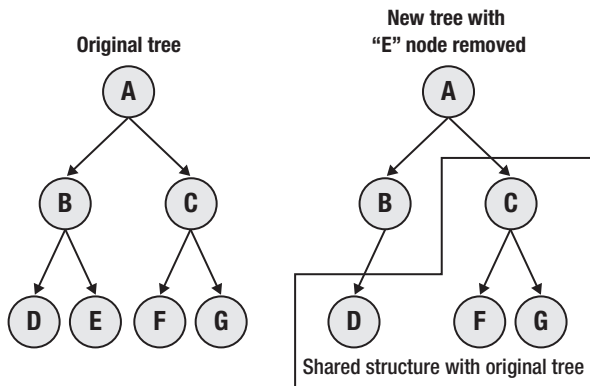 Original tree
New tree with
“E” node removed
A
A
B
C
B
C
D
E
F
G
D
F
G
Shared structure with original tree